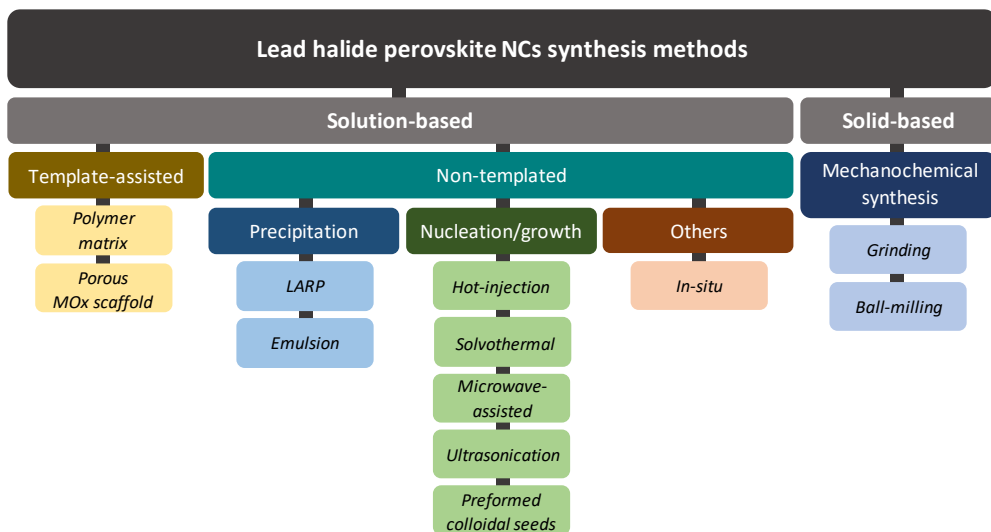 Lead halide perovskite NCs synthesis methods
Solution-based
Solid-based
Template-assisted
Non-templated
Mechanochemical
synthesis
Polymer
matrix
Porous
MOx scaffold
Precipitation
LARP
Emulsion
Nucleation/growth
Hot-injection
Solvothermal
Microwave-
assisted
Ultrasonication
Preformed
colloidal seeds
Others
In-situ
Grinding
Ball-milling